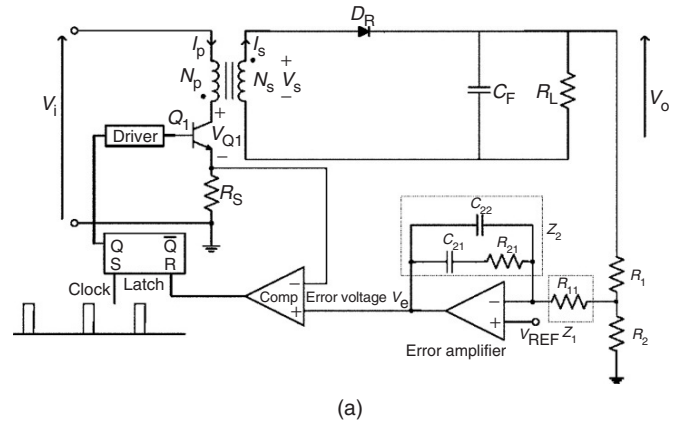 D_R
I_p
I_s
N_p
N_s
+
V_s
−
C_F
R_L
V_i
V_o
Q_1
+
V_Q1
−
Driver
R_S
Q
Q̅
S
R
Latch
Clock
Comp
−
+
Error voltage V_e
C_22
C_21
R_21
Z_2
R_11
Z_1
R_1
R_2
−
+
V_REF
Error amplifier
(a)